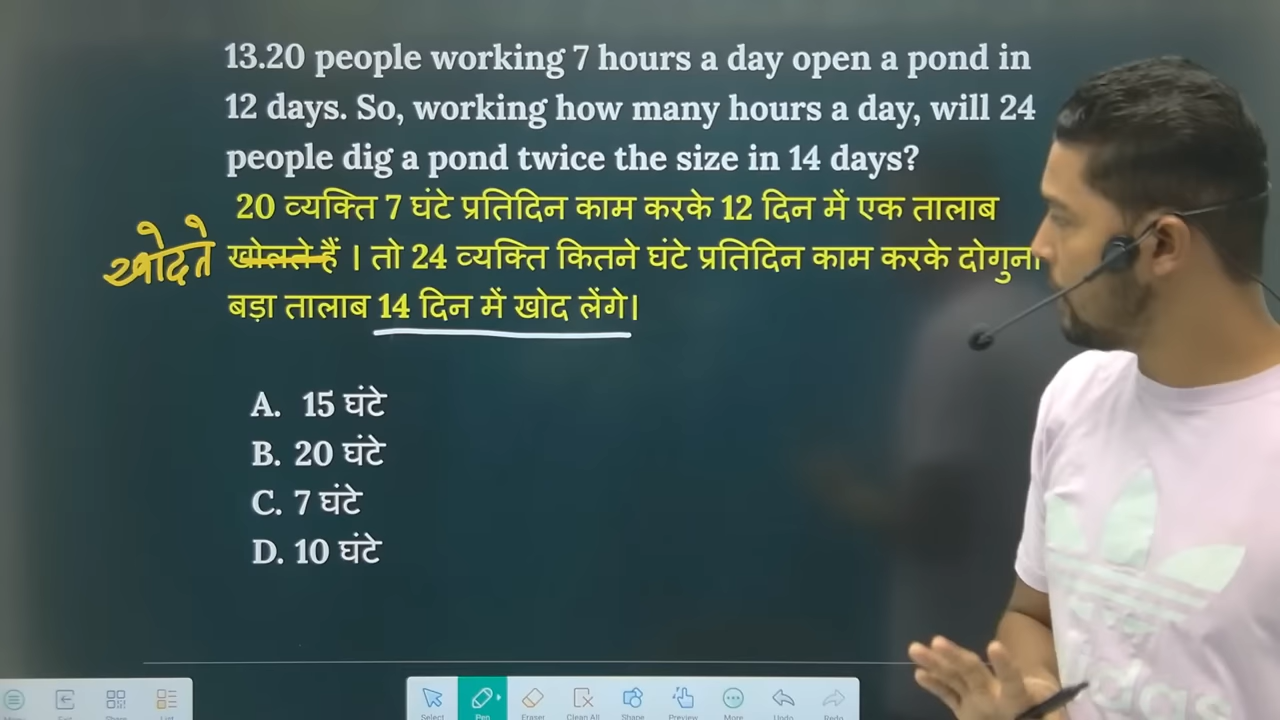 13.20 people working 7 hours a day open a pond in
12 days. So, working how many hours a day, will 24
people dig a pond twice the size in 14 days?
20 व्यक्ति 7 घंटे प्रतिदिन काम करके 12 दिन में एक तालाब
खोदते खोलते हैं । तो 24 व्यक्ति कितने घंटे प्रतिदिन काम करके दोगुना
बड़ा तालाब 14 दिन में खोद लेंगे।
A. 15 घंटे
B. 20 घंटे
C. 7 घंटे
D. 10 घंटे
Select Pen Eraser Clean All Shape Preview More Undo Redo